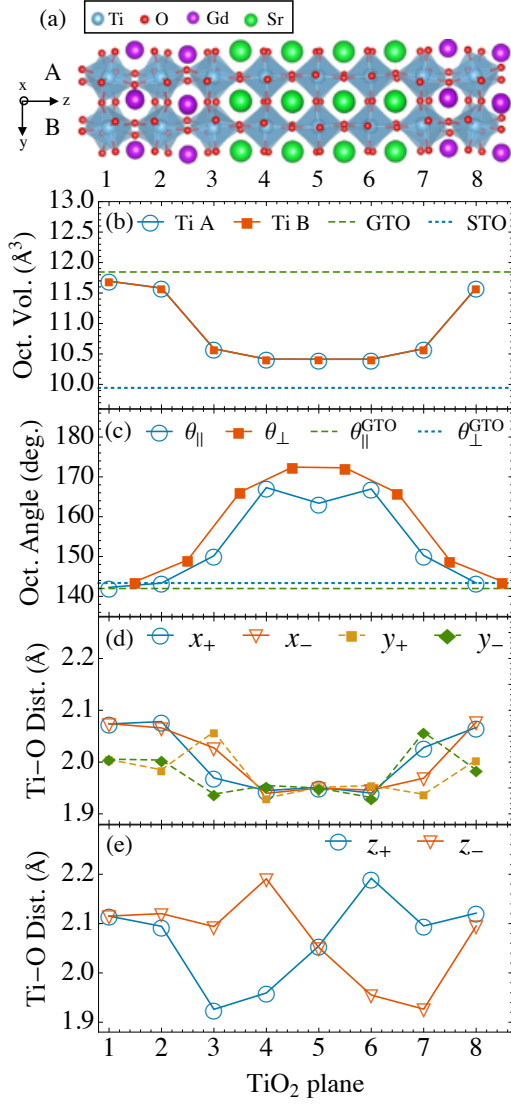 (a)
Ti O Gd Sr
A
x
z
B
y
1 2 3 4 5 6 7 8
(b) Ti A Ti B GTO STO
Oct. Vol. (Å³)
13.0
12.5
12.0
11.5
11.0
10.5
10.0
(c) θ∥ θ⊥ θ∥^GTO θ⊥^GTO
Oct. Angle (deg.)
170
160
150
140
(d) x₊ x₋ y₊ y₋
Ti−O Dist. (Å)
2.2
2.1
2.0
1.9
(e) z₊ z₋
Ti−O Dist. (Å)
2.2
2.1
2.0
1.9
1 2 3 4 5 6 7 8
TiO₂ plane